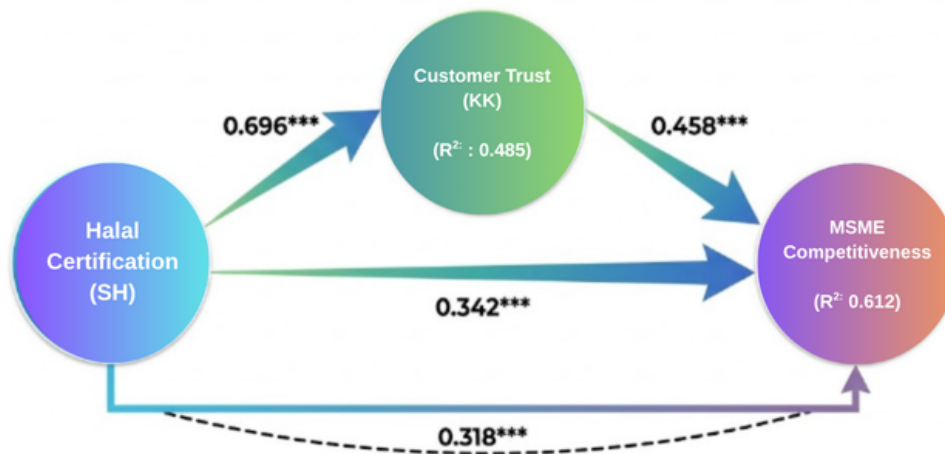 Customer Trust
(KK)
(R²: : 0.485)
0.696***
0.458***
Halal
Certification
(SH)
MSME
Competitiveness
(R²: 0.612)
0.342***
0.318***